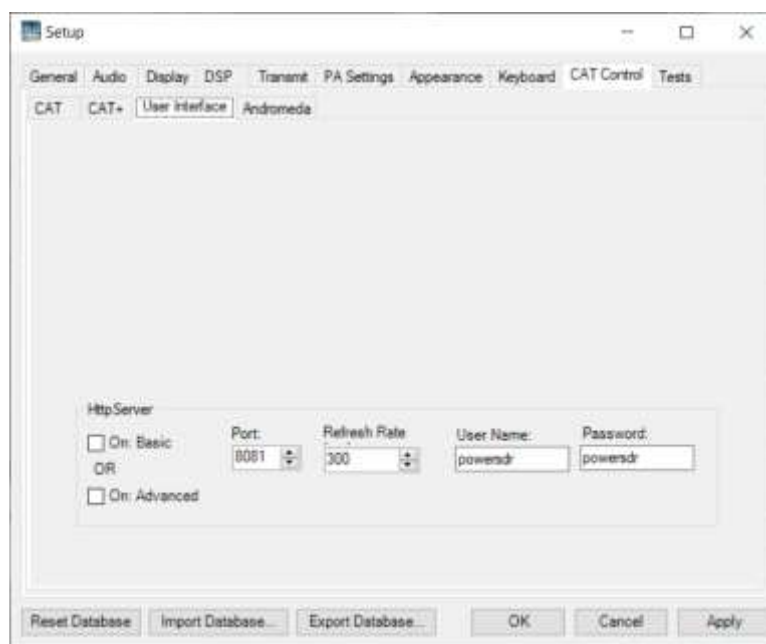 Setup
General Audio Display DSP Transmit PA Settings Appearance Keyboard CAT Control Tests
CAT CAT+ User Interface Andromeda
HttpServer
Port: Refresh Rate User Name: Password:
On: Basic
8081 300 powersdr powersdr
OR
On: Advanced
Reset Database Import Database... Export Database... OK Cancel Apply